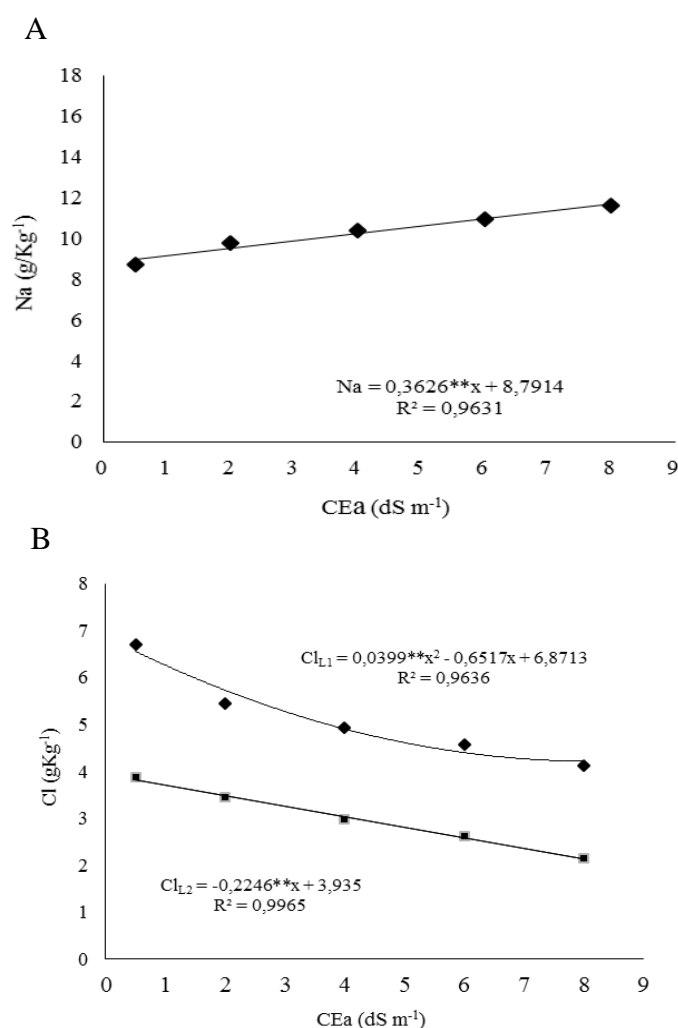 A
18
16
14
12
10
8
6
4
2
0
Na (g/Kg⁻¹)
Na = 0,3626**x + 8,7914
R² = 0,9631
0 1 2 3 4 5 6 7 8 9
CEa (dS m⁻¹)
B
8
7
6
5
4
3
2
1
0
Cl (gKg⁻¹)
Cl_L1 = 0,0399**x² - 0,6517x + 6,8713
R² = 0,9636
Cl_L2 = -0,2246**x + 3,935
R² = 0,9965
0 1 2 3 4 5 6 7 8 9
CEa (dS m⁻¹)